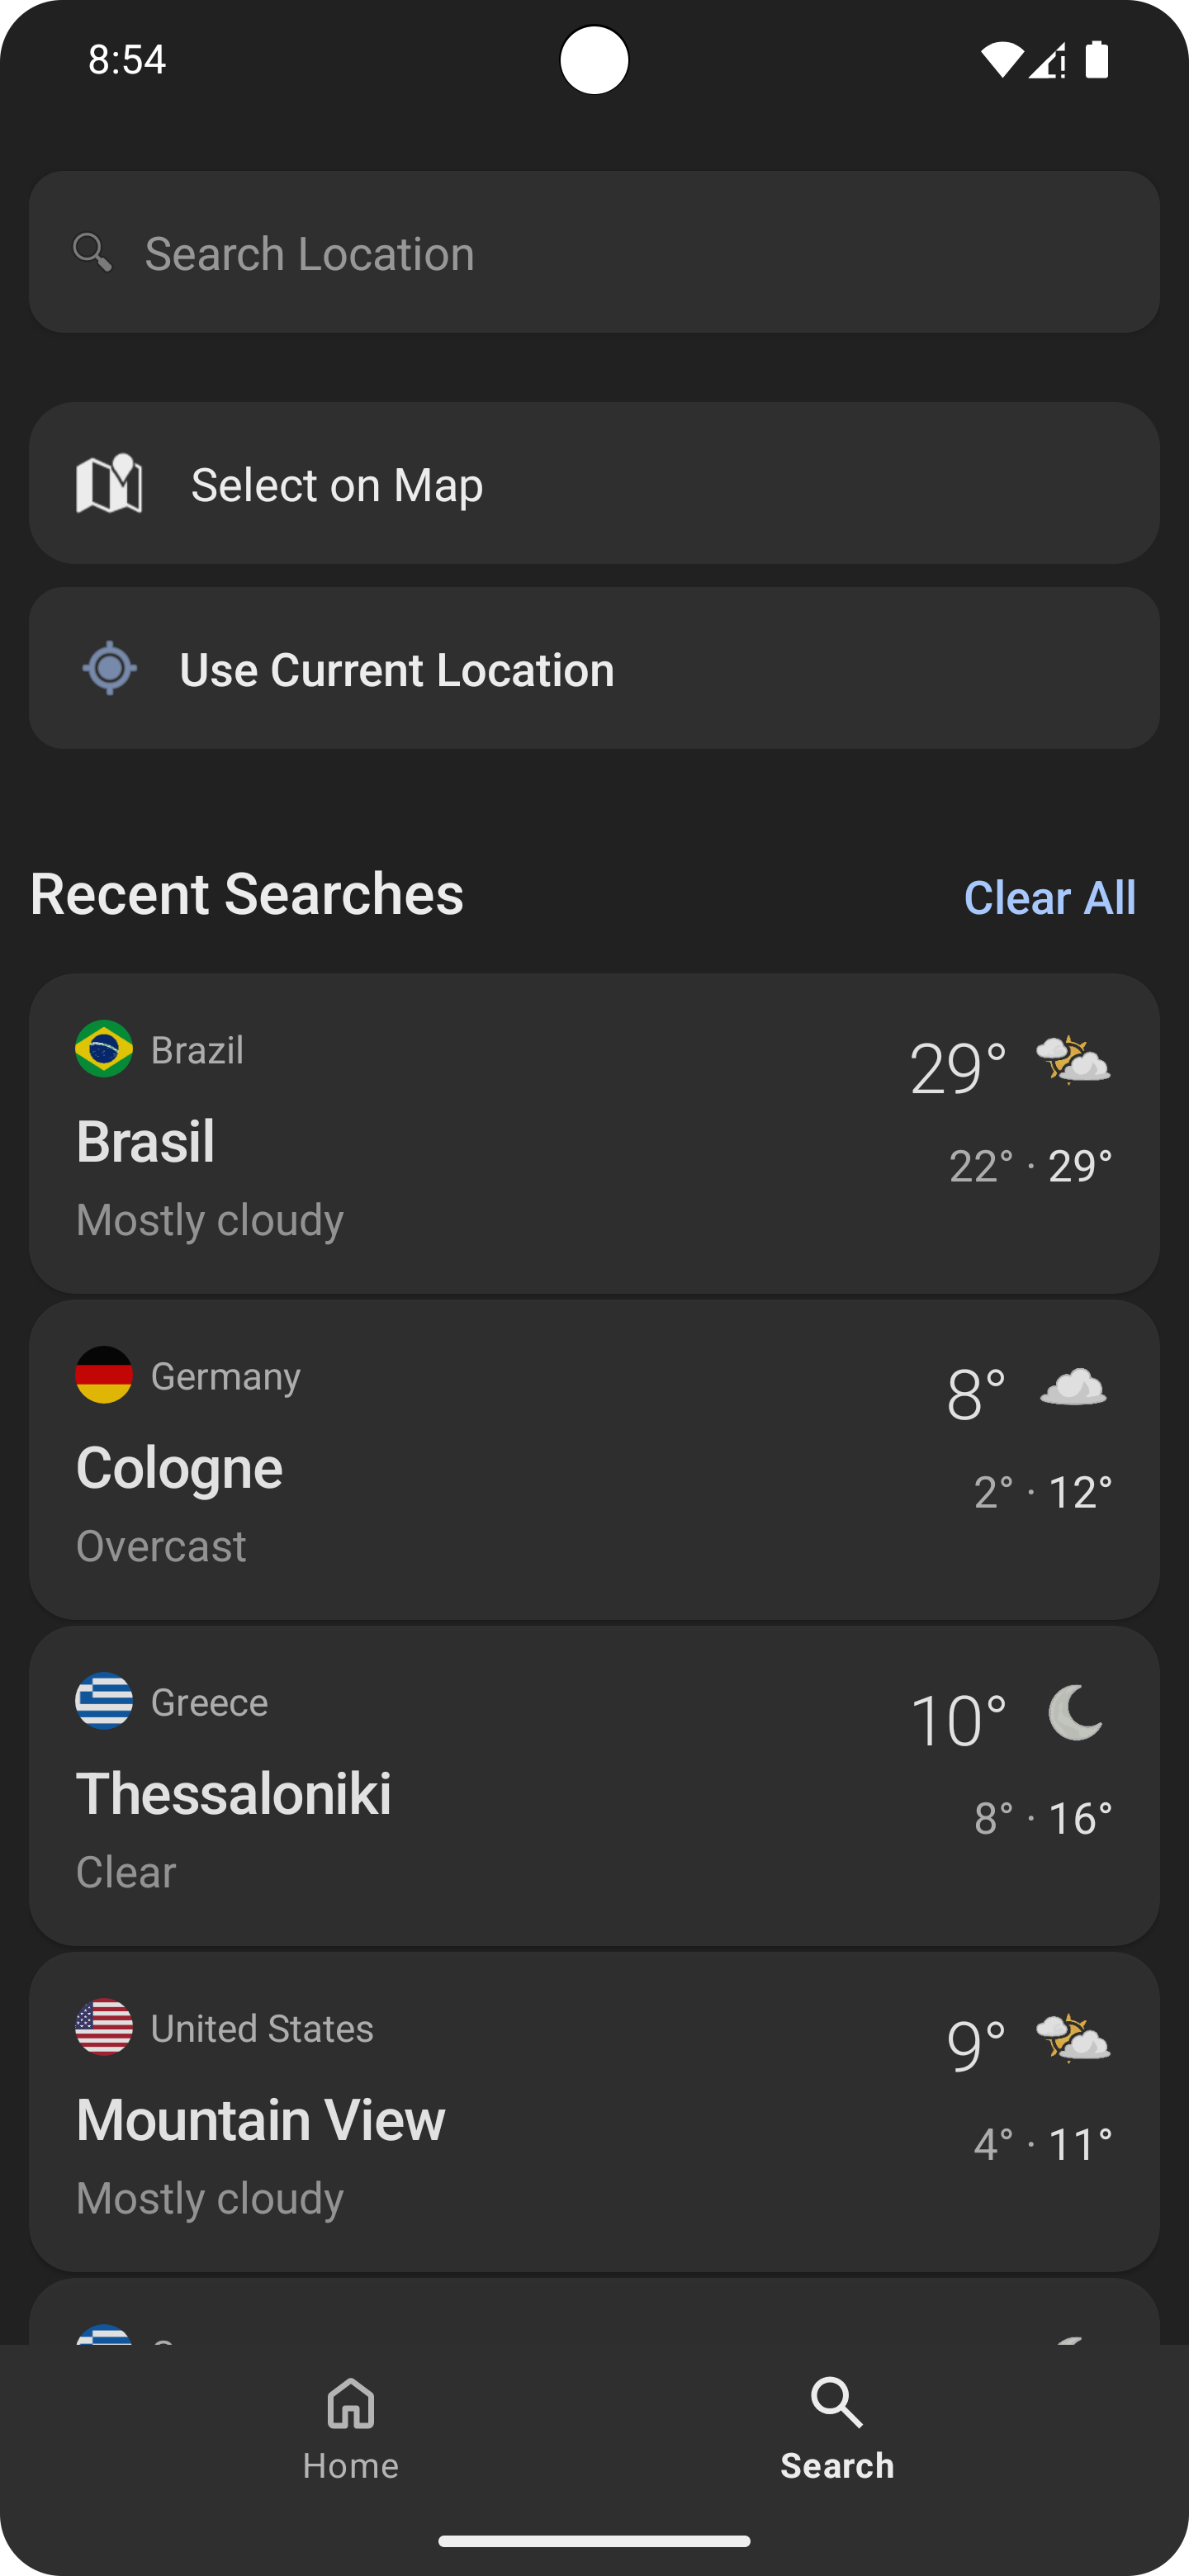 8:54
Search Location
Select on Map
Use Current Location
Recent Searches
Clear All
Brazil
29°
Brasil
22° · 29°
Mostly cloudy
Germany
8°
Cologne
2° · 12°
Overcast
Greece
10°
Thessaloniki
8° · 16°
Clear
United States
9°
Mountain View
4° · 11°
Mostly cloudy
Home
Search